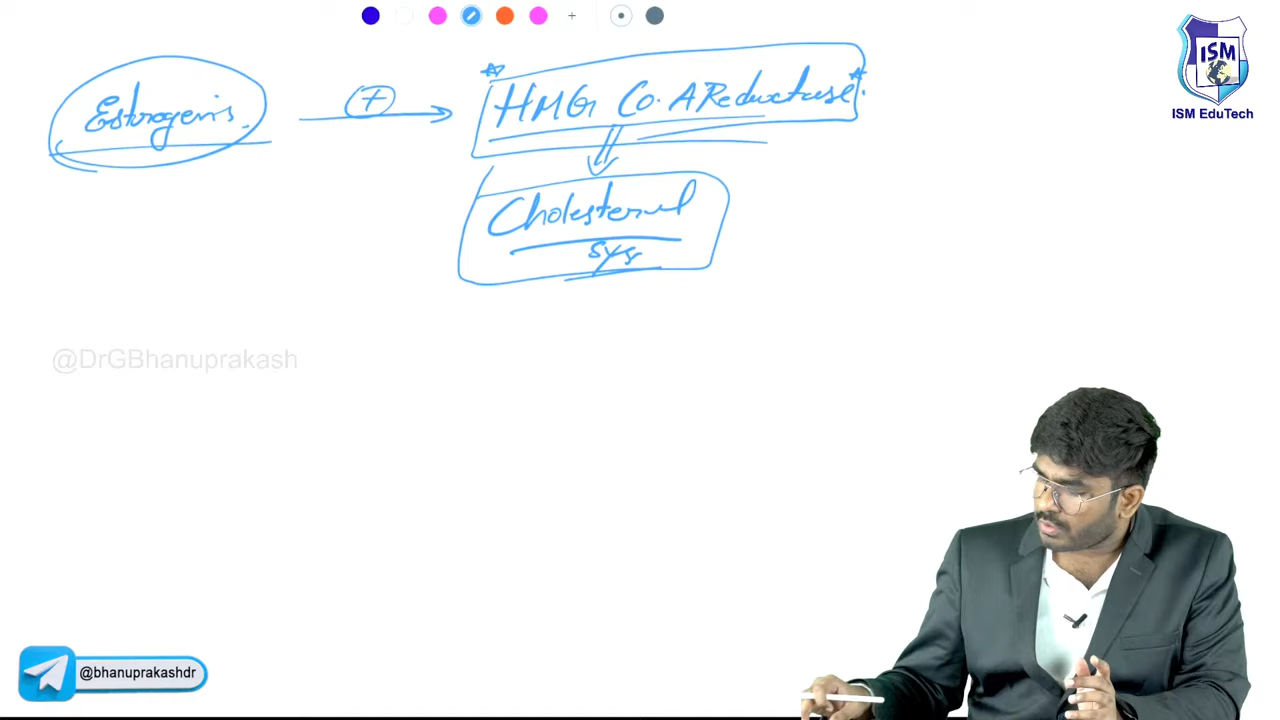 Estrogens.
+
HMG Co. A Reductase.
Cholesterol
sys
ISM
ISM EduTech
@DrGBhanuprakash
@bhanuprakashdr